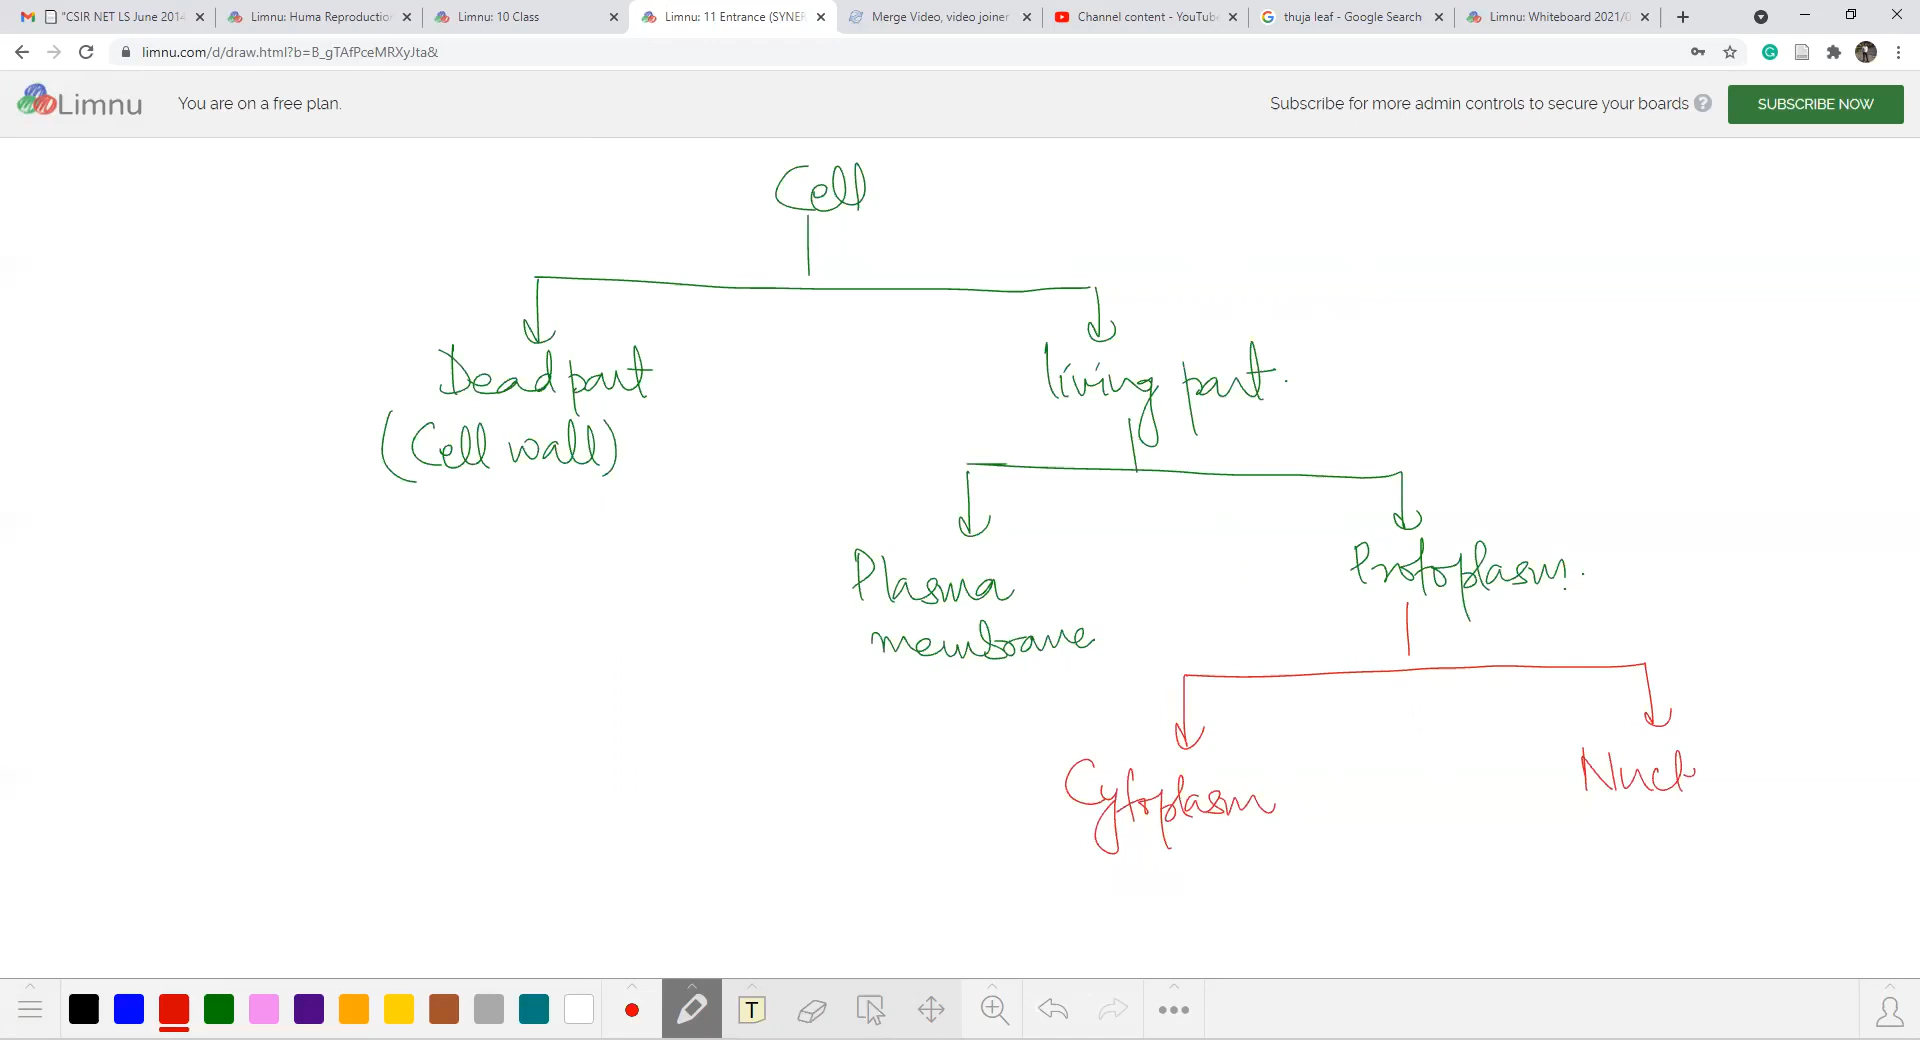 "CSIR NET LS June 2014
Limnu: Huma Reproductio
Limnu: 10 Class
Limnu: 11 Entrance (SYNER
Merge Video, video joiner
Channel content - YouTube
thuja leaf - Google Search
Limnu: Whiteboard 2021/0
limnu.com/d/draw.html?b=B_gTAfPceMRXyJta&
Limnu
You are on a free plan.
Subscribe for more admin controls to secure your boards ?
SUBSCRIBE NOW
Cell
Dead part
living part.
(Cell wall)
Plasma
membrane
Protoplasm.
Cytoplasm
Nucl
T